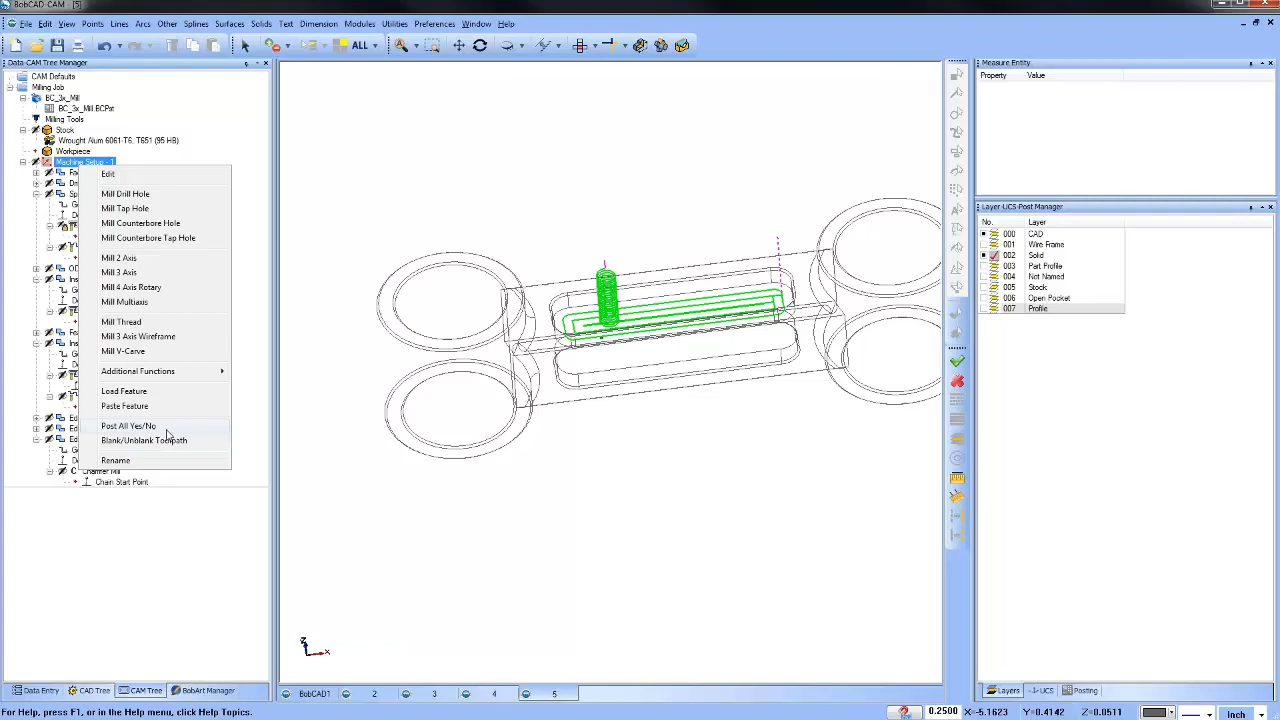 BobCAD-CAM - [5]
File Edit View Points Lines Arcs Other Splines Surfaces Solids Text Dimension Modules Utilities Preferences Window Help
ALL
Data-CAM Tree Manager
CAM Defaults
Milling Job
BC_3x_Mill
BC_3x_Mill.BCPst
Milling Tools
Stock
Wrought Alum 6061-T6, T651 (95 HB)
Workpiece
Machine Setup - 1
Edit
Mill Drill Hole
Mill Tap Hole
Mill Counterbore Hole
Mill Counterbore Tap Hole
Mill 2 Axis
Mill 3 Axis
Mill 4 Axis Rotary
Mill Multiaxis
Mill Thread
Mill 3 Axis Wireframe
Mill V-Carve
Additional Functions
Load Feature
Paste Feature
Post All Yes/No
Blank/Unblank Toolpath
Rename
Chamfer Mill
Chain Start Point
Z
X
Measure Entity
Property Value
Layer-UCS-Post Manager
No. Layer
000 CAD
001 Wire Frame
002 Solid
003 Part Profile
004 Not Named
005 Stock
006 Open Pocket
007 Profile
Data Entry CAD Tree CAM Tree BobArt Manager
BobCAD1 2 3 4 5
Layers UCS Posting
For Help, press F1, or in the Help menu, click Help Topics.
0.2500 X=-5.1623 Y=0.4142 Z=0.0511 Inch